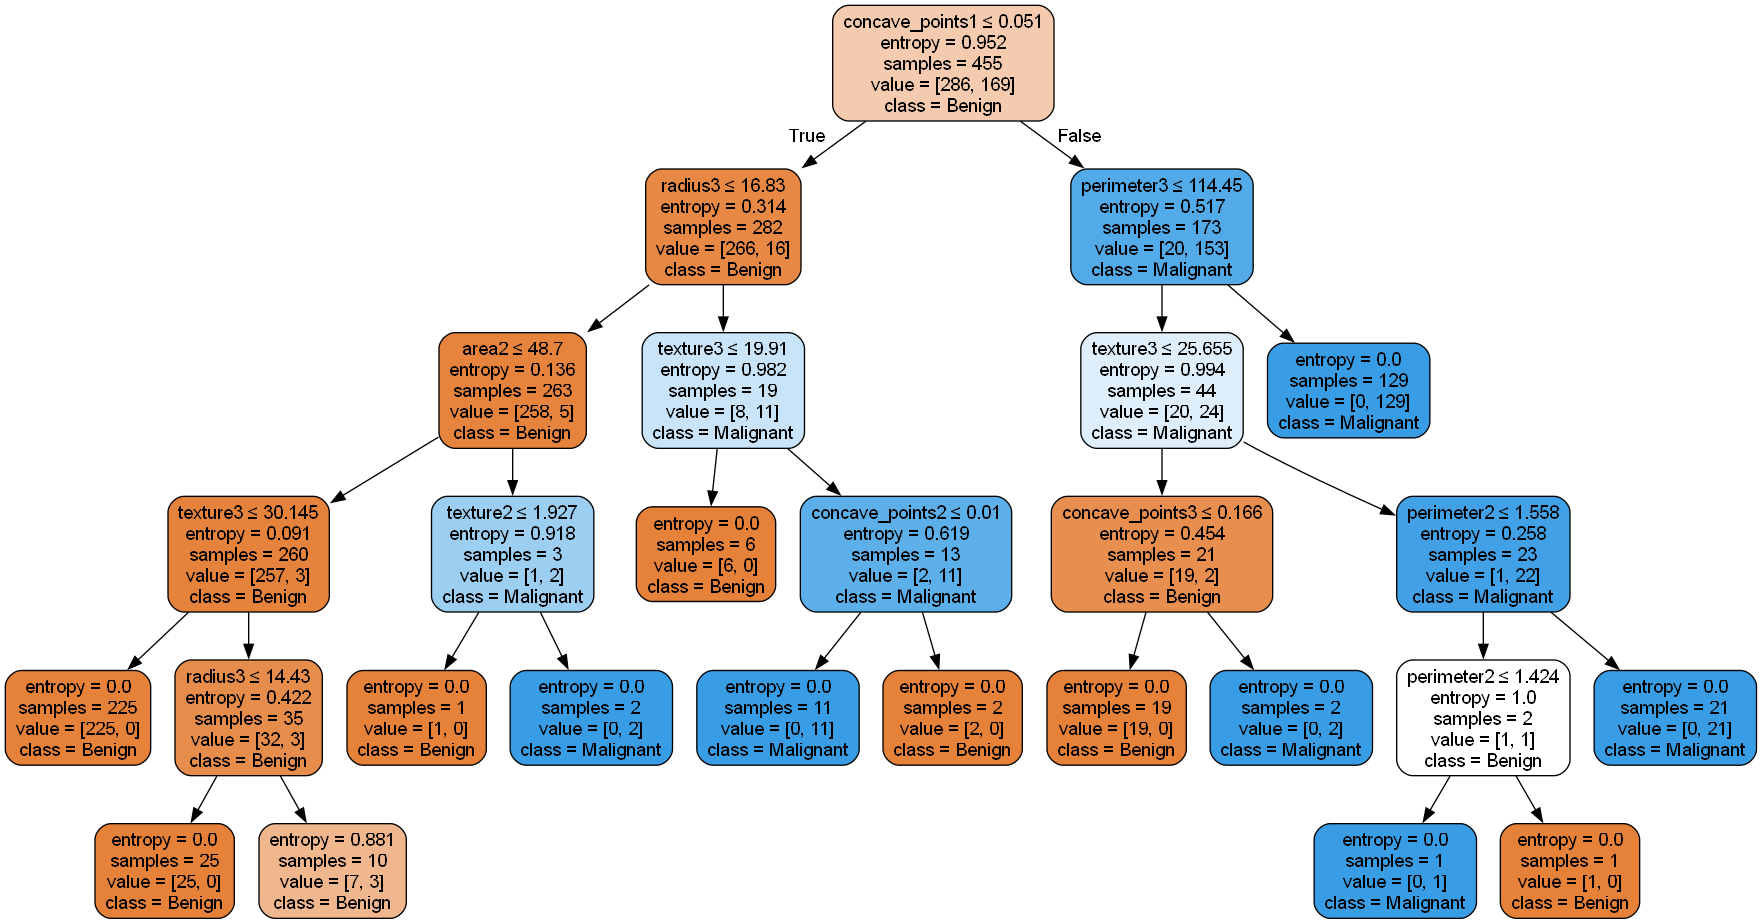 concave_points1 ≤ 0.051
entropy = 0.952
samples = 455
value = [286, 169]
class = Benign
True
False
radius3 ≤ 16.83
entropy = 0.314
samples = 282
value = [266, 16]
class = Benign
perimeter3 ≤ 114.45
entropy = 0.517
samples = 173
value = [20, 153]
class = Malignant
area2 ≤ 48.7
entropy = 0.136
samples = 263
value = [258, 5]
class = Benign
texture3 ≤ 19.91
entropy = 0.982
samples = 19
value = [8, 11]
class = Malignant
texture3 ≤ 25.655
entropy = 0.994
samples = 44
value = [20, 24]
class = Malignant
entropy = 0.0
samples = 129
value = [0, 129]
class = Malignant
texture3 ≤ 30.145
entropy = 0.091
samples = 260
value = [257, 3]
class = Benign
texture2 ≤ 1.927
entropy = 0.918
samples = 3
value = [1, 2]
class = Malignant
entropy = 0.0
samples = 6
value = [6, 0]
class = Benign
concave_points2 ≤ 0.01
entropy = 0.619
samples = 13
value = [2, 11]
class = Malignant
concave_points3 ≤ 0.166
entropy = 0.454
samples = 21
value = [19, 2]
class = Benign
perimeter2 ≤ 1.558
entropy = 0.258
samples = 23
value = [1, 22]
class = Malignant
entropy = 0.0
samples = 225
value = [225, 0]
class = Benign
radius3 ≤ 14.43
entropy = 0.422
samples = 35
value = [32, 3]
class = Benign
entropy = 0.0
samples = 1
value = [1, 0]
class = Benign
entropy = 0.0
samples = 2
value = [0, 2]
class = Malignant
entropy = 0.0
samples = 11
value = [0, 11]
class = Malignant
entropy = 0.0
samples = 2
value = [2, 0]
class = Benign
entropy = 0.0
samples = 19
value = [19, 0]
class = Benign
entropy = 0.0
samples = 2
value = [0, 2]
class = Malignant
perimeter2 ≤ 1.424
entropy = 1.0
samples = 2
value = [1, 1]
class = Benign
entropy = 0.0
samples = 21
value = [0, 21]
class = Malignant
entropy = 0.0
samples = 25
value = [25, 0]
class = Benign
entropy = 0.881
samples = 10
value = [7, 3]
class = Benign
entropy = 0.0
samples = 1
value = [0, 1]
class = Malignant
entropy = 0.0
samples = 1
value = [1, 0]
class = Benign